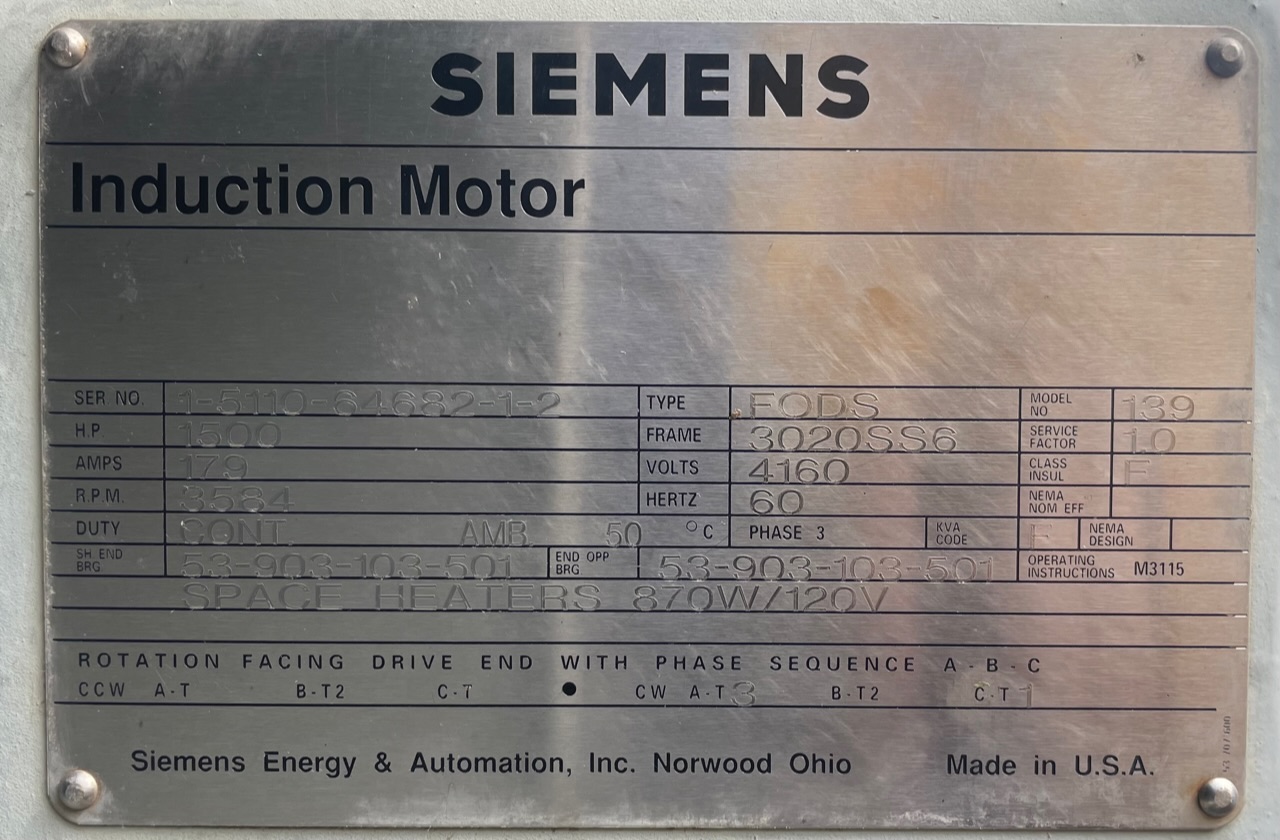 SIEMENS
Induction Motor
SER NO. 1-5110-64682-1-2 TYPE FODS MODEL NO 139
H.P. 1500 FRAME 3020SS6 SERVICE FACTOR 1.0
AMPS 179 VOLTS 4160 CLASS INSUL F
R.P.M. 3584 HERTZ 60 NEMA NOM EFF
DUTY CONT. AMB. 50 °C PHASE 3 KVA CODE F NEMA DESIGN
SH. END BRG 53-903-103-501 END OPP BRG 53-903-103-501 OPERATING INSTRUCTIONS M3115
SPACE HEATERS 870W/120V
ROTATION FACING DRIVE END WITH PHASE SEQUENCE A-B-C
CCW A-T B-T2 C-T • CW A-T3 B-T2 C-T1
Siemens Energy & Automation, Inc. Norwood Ohio Made in U.S.A.